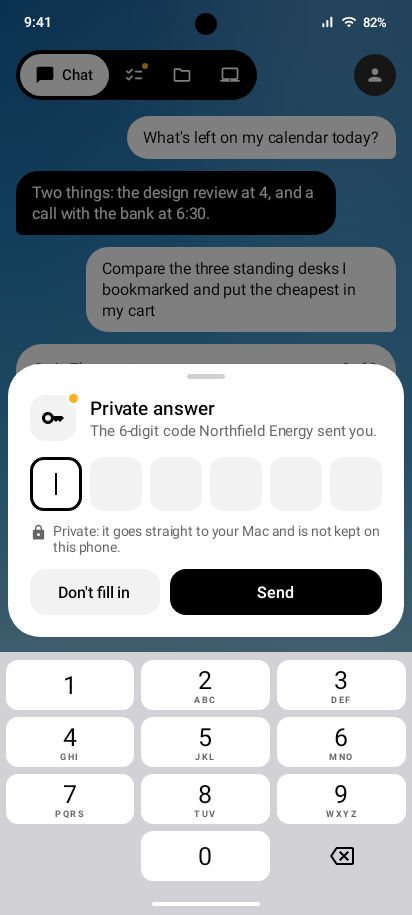 9:41
82%
Chat
What's left on my calendar today?
Two things: the design review at 4, and a
call with the bank at 6:30.
Compare the three standing desks I
bookmarked and put the cheapest in
my cart
Private answer
The 6-digit code Northfield Energy sent you.
Private: it goes straight to your Mac and is not kept on
this phone.
Don't fill in
Send
1
2
ABC
3
DEF
4
GHI
5
JKL
6
MNO
7
PQRS
8
TUV
9
WXYZ
0